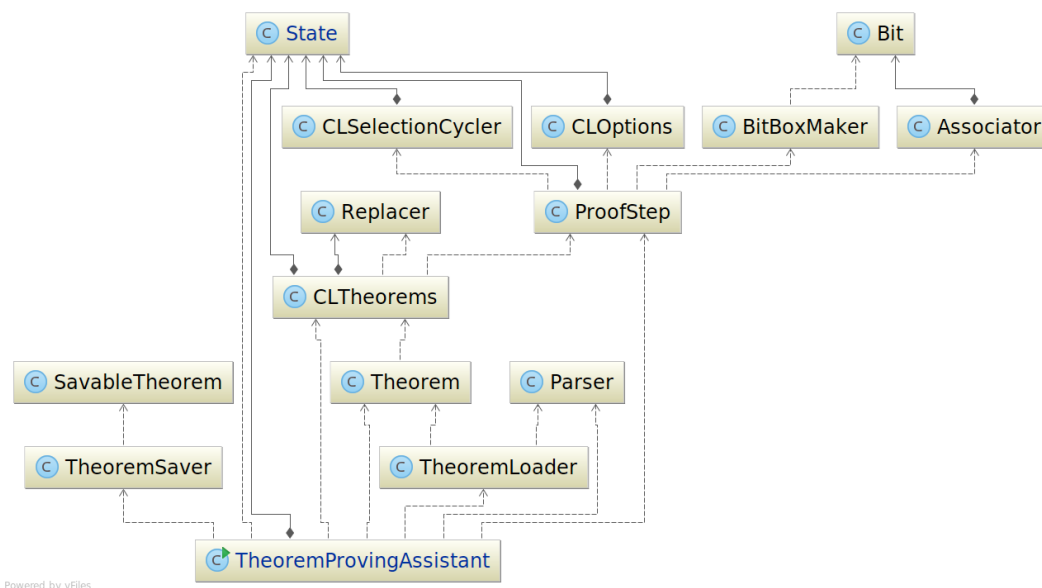 C State
C Bit
C CLSelectionCycler
C CLOptions
C BitBoxMaker
C Associator
C Replacer
C ProofStep
C CLTheorems
C SavableTheorem
C Theorem
C Parser
C TheoremSaver
C TheoremLoader
C TheoremProvingAssistant
Powered by yFiles